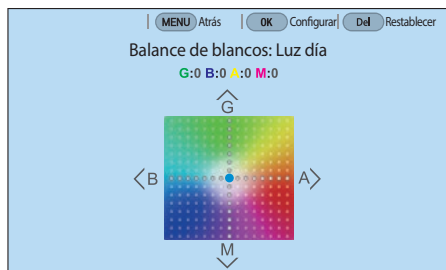 MENU Atrás OK Configurar Del Restablecer
Balance de blancos: Luz día
G:0 B:0 A:0 M:0
G
B A
M